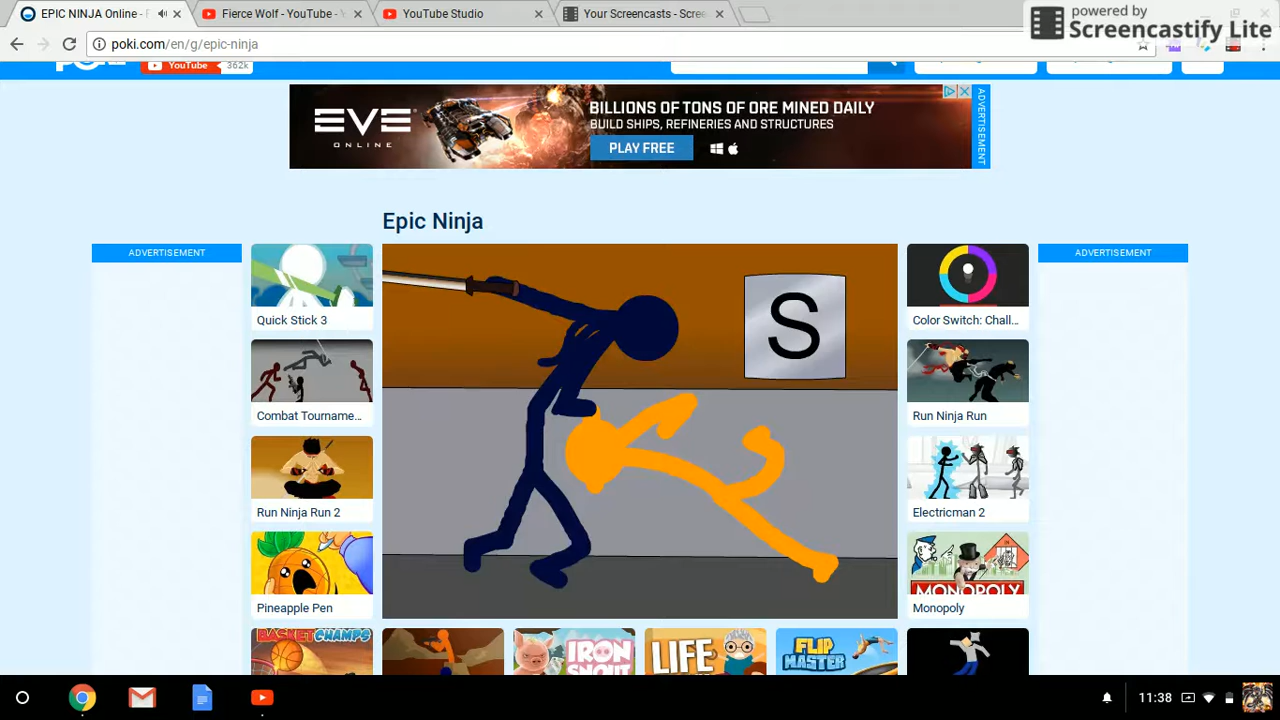 EPIC NINJA Online - F
Fierce Wolf - YouTube -
YouTube Studio
Your Screencasts - Scree
powered by
Screencastify Lite
poki.com/en/g/epic-ninja
YouTube
362k
EVE
ONLINE
BILLIONS OF TONS OF ORE MINED DAILY
BUILD SHIPS, REFINERIES AND STRUCTURES
PLAY FREE
ADVERTISEMENT
Epic Ninja
ADVERTISEMENT
ADVERTISEMENT
S
Quick Stick 3
Color Switch: Chall...
Combat Tourname...
Run Ninja Run
Run Ninja Run 2
Electricman 2
MONOPOLY
Pineapple Pen
Monopoly
BASKETCHAMPS
IRON
SNOUT
LIFE
FLIP
MASTER
11:38